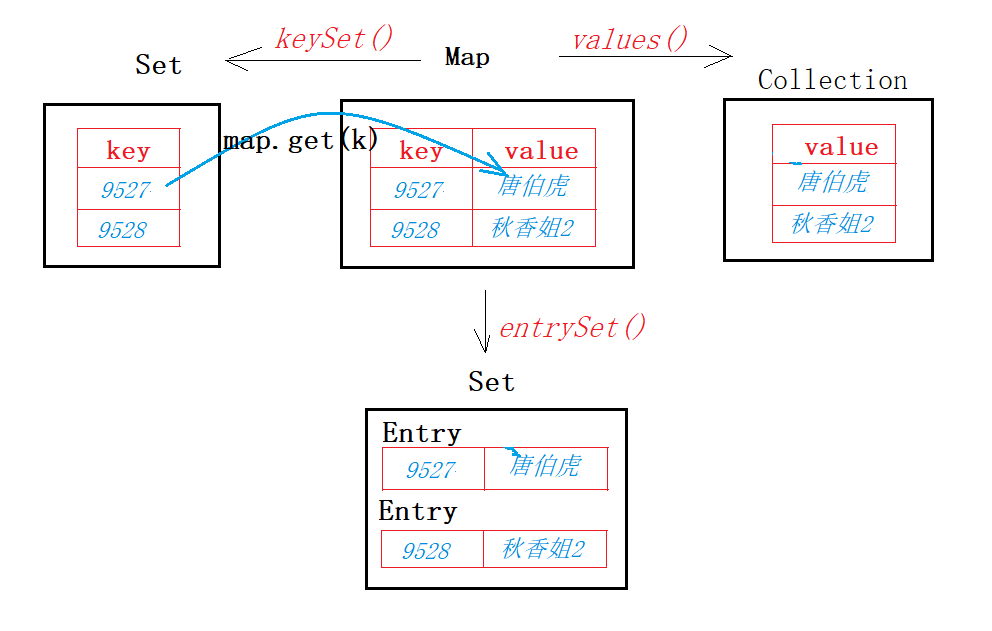 keySet()
Map
values()
Set
Collection
map.get(k)
key
9527
9528
key value
9527 唐伯虎
9528 秋香姐2
value
唐伯虎
秋香姐2
entrySet()
Set
Entry
9527 唐伯虎
Entry
9528 秋香姐2